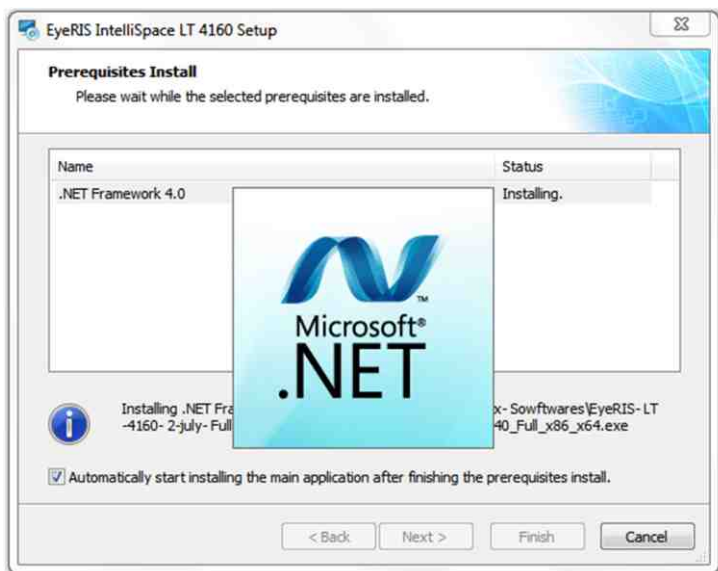 EyeRIS IntelliSpace LT 4160 Setup
Prerequisites Install
Please wait while the selected prerequisites are installed.
Name Status
.NET Framework 4.0 Installing.
Microsoft®
.NET™
Installing .NET Fra x- Sowftwares\EyeRIS- LT
-4160- 2-july- Full 40_Full_x86_x64.exe
Automatically start installing the main application after finishing the prerequisites install.
< Back Next > Finish Cancel